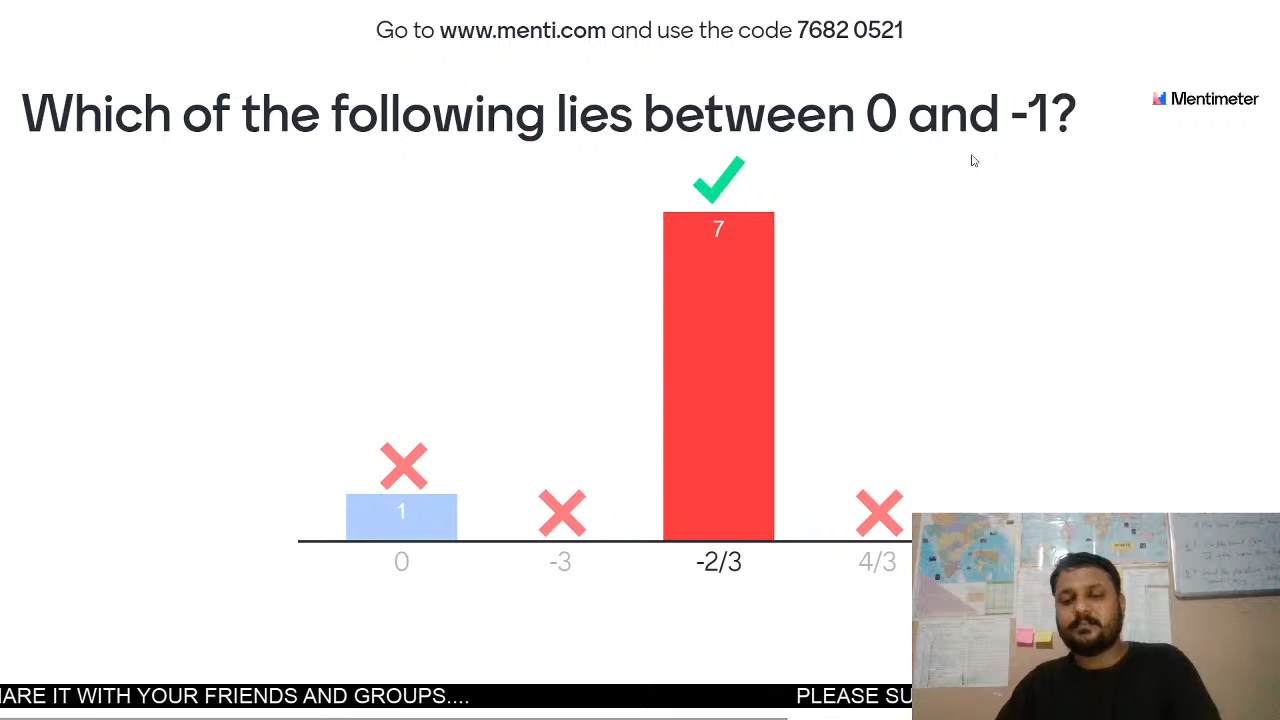 Go to www.menti.com and use the code 7682 0521
Which of the following lies between 0 and -1?
Mentimeter
7
1
0 -3 -2/3 4/3
HARE IT WITH YOUR FRIENDS AND GROUPS.... PLEASE SU